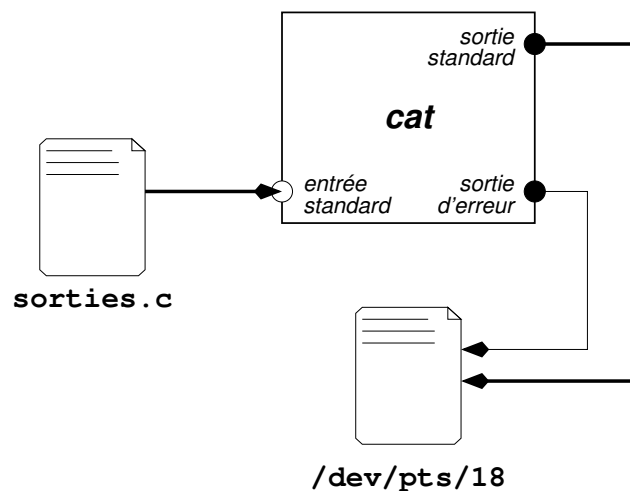 sortie
standard
cat
entrée
standard
sortie
d'erreur
sorties.c
/dev/pts/18